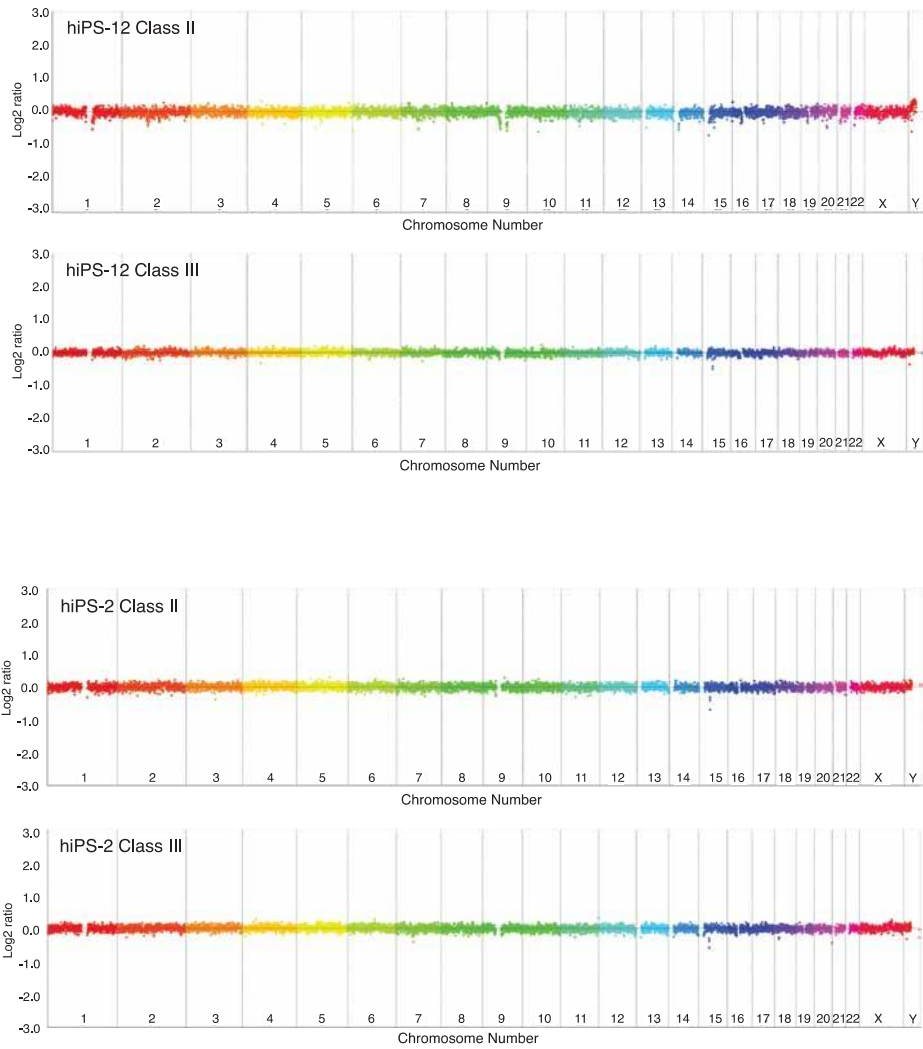 hiPS-12 Class II
3.0
2.0
1.0
0.0
-1.0
-2.0
-3.0
Log2 ratio
1 2 3 4 5 6 7 8 9 10 11 12 13 14 15 16 17 18 19 20 21 22 X Y
Chromosome Number
hiPS-12 Class III
3.0
2.0
1.0
0.0
-1.0
-2.0
-3.0
Log2 ratio
1 2 3 4 5 6 7 8 9 10 11 12 13 14 15 16 17 18 19 20 21 22 X Y
Chromosome Number
hiPS-2 Class II
3.0
2.0
1.0
0.0
-1.0
-2.0
-3.0
Log2 ratio
1 2 3 4 5 6 7 8 9 10 11 12 13 14 15 16 17 18 19 20 21 22 X Y
Chromosome Number
hiPS-2 Class III
3.0
2.0
1.0
0.0
-1.0
-2.0
-3.0
Log2 ratio
1 2 3 4 5 6 7 8 9 10 11 12 13 14 15 16 17 18 19 20 21 22 X Y
Chromosome Number